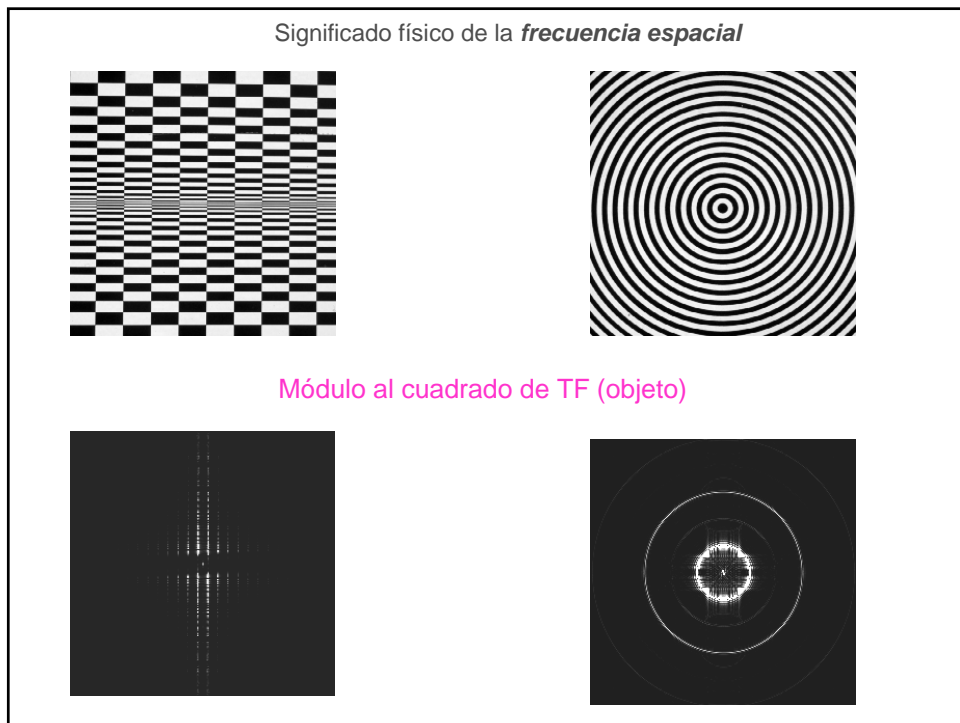 Significado físico de la frecuencia espacial
Módulo al cuadrado de TF (objeto)